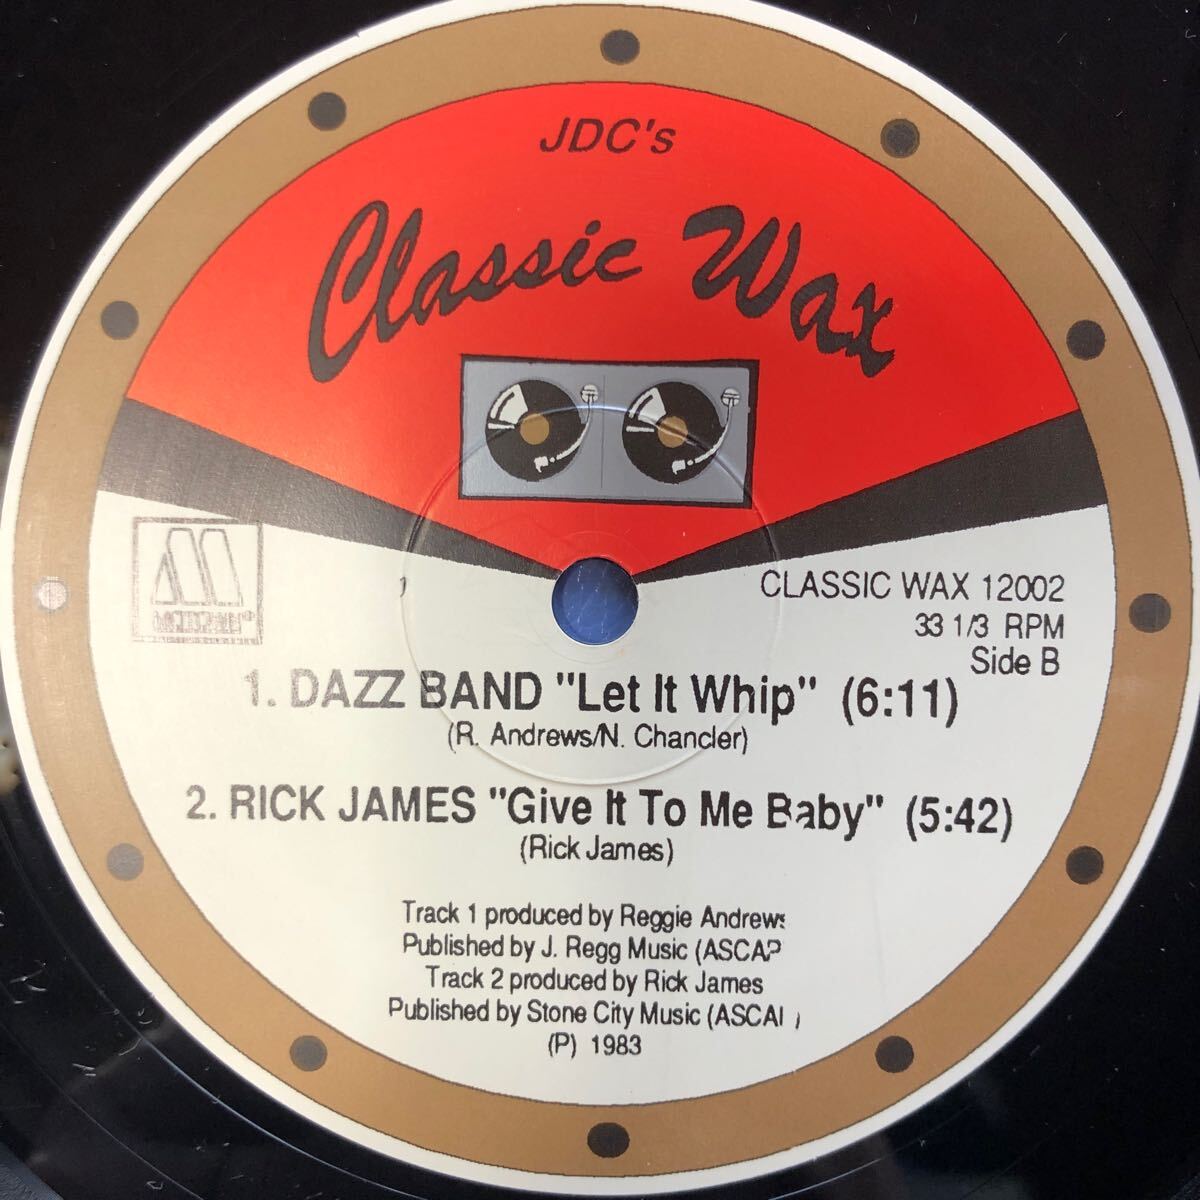 JDC's
Classic Wax
CLASSIC WAX 12002
33 1/3 RPM
Side B
1. DAZZ BAND "Let It Whip" (6:11)
(R. Andrews/N. Chancler)
2. RICK JAMES "Give It To Me Baby" (5:42)
(Rick James)
Track 1 produced by Reggie Andrews
Published by J. Regg Music (ASCAP
Track 2 produced by Rick James
Published by Stone City Music (ASCAP)
(P) 1983